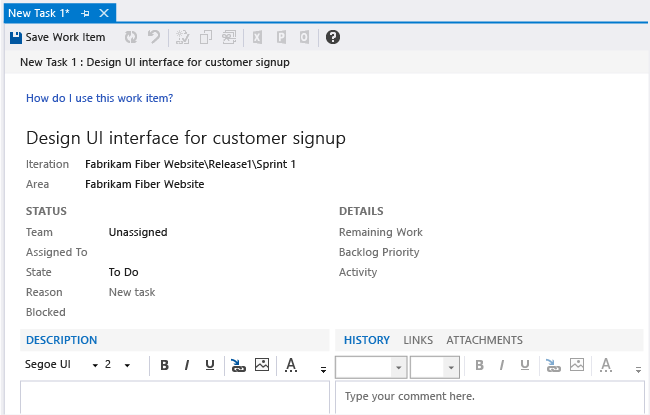 New Task 1*
Save Work Item
New Task 1 : Design UI interface for customer signup
How do I use this work item?
Design UI interface for customer signup
Iteration Fabrikam Fiber Website\Release1\Sprint 1
Area Fabrikam Fiber Website
STATUS DETAILS
Team Unassigned Remaining Work
Assigned To Backlog Priority
State To Do Activity
Reason New task
Blocked
DESCRIPTION HISTORY LINKS ATTACHMENTS
Segoe UI 2 B I U A B I U A
Type your comment here.